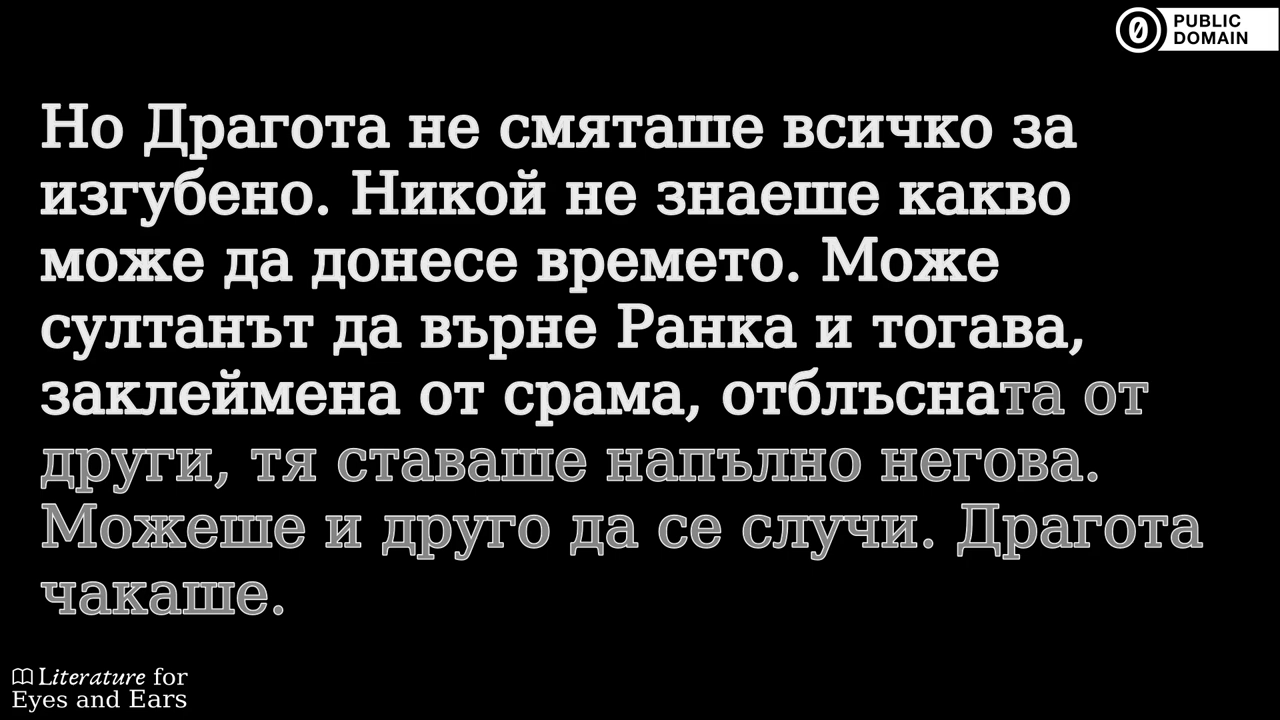 PUBLIC
DOMAIN
Но Драгота не смяташе всичко за
изгубено. Никой не знаеше какво
може да донесе времето. Може
султанът да върне Ранка и тогава,
заклеймена от срама, отблъсната от
други, тя ставаше напълно негова.
Можеше и друго да се случи. Драгота
чакаше.
Literature for
Eyes and Ears